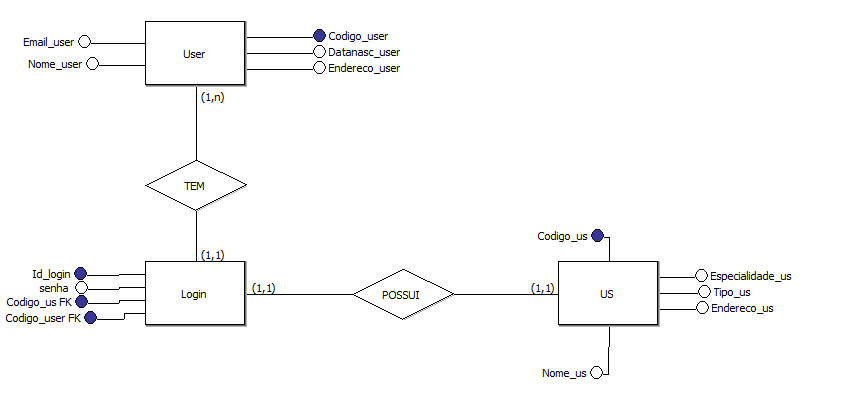 Email_user
Nome_user
User
Codigo_user
Datanasc_user
Endereco_user
(1,n)
TEM
(1,1)
Id_login
senha
Codigo_us FK
Codigo_user FK
Login
(1,1)
POSSUI
(1,1)
Codigo_us
US
Especialidade_us
Tipo_us
Endereco_us
Nome_us